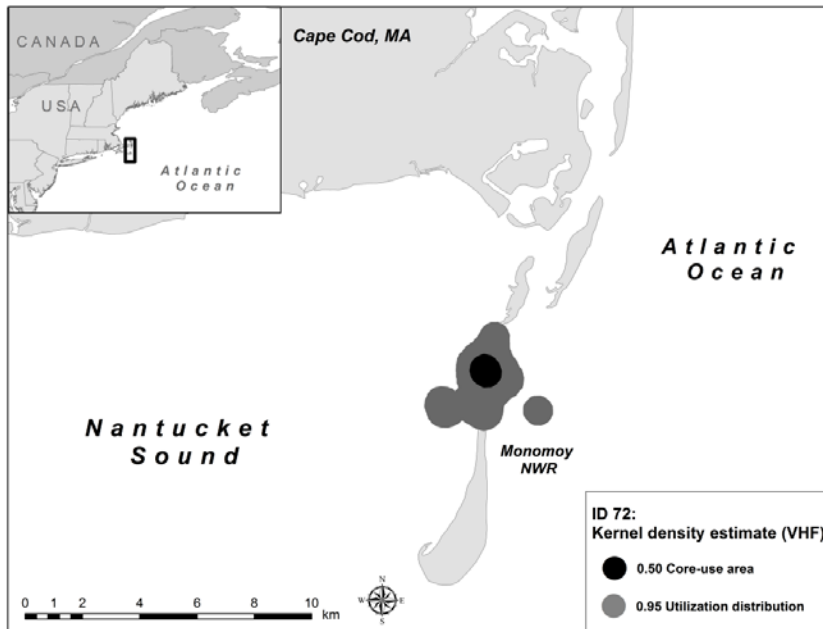 CANADA
USA
Atlantic
Ocean
Cape Cod, MA
Atlantic
Ocean
Nantucket
Sound
Monomoy
NWR
ID 72:
Kernel density estimate (VHF)
0.50 Core-use area
0.95 Utilization distribution
N
W E
S
0 2 4 6 8 10
km